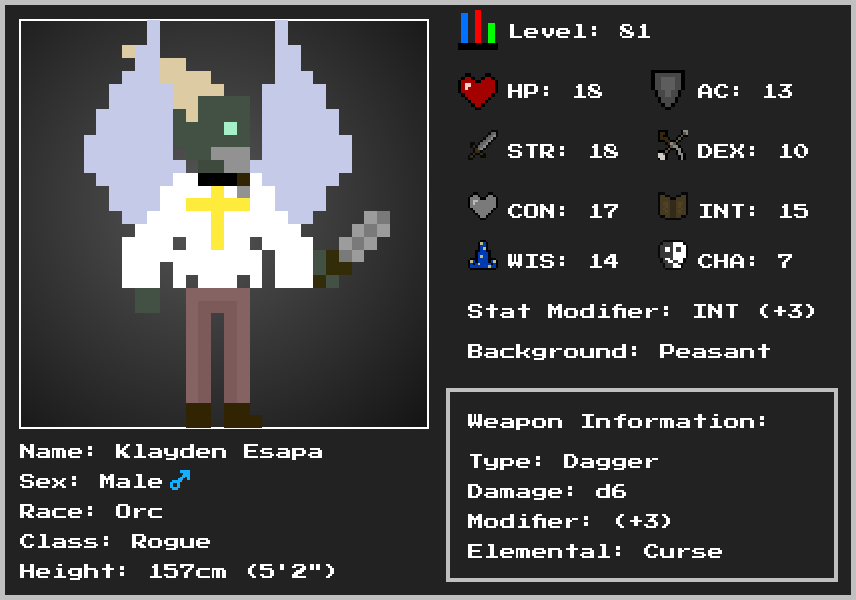 Level: 81
HP: 18
AC: 13
STR: 18
DEX: 10
CON: 17
INT: 15
WIS: 14
CHA: 7
Stat Modifier: INT (+3)
Background: Peasant
Weapon Information:
Type: Dagger
Damage: d6
Modifier: (+3)
Elemental: Curse
Name: Klayden Esapa
Sex: Male ♂
Race: Orc
Class: Rogue
Height: 157cm (5'2")